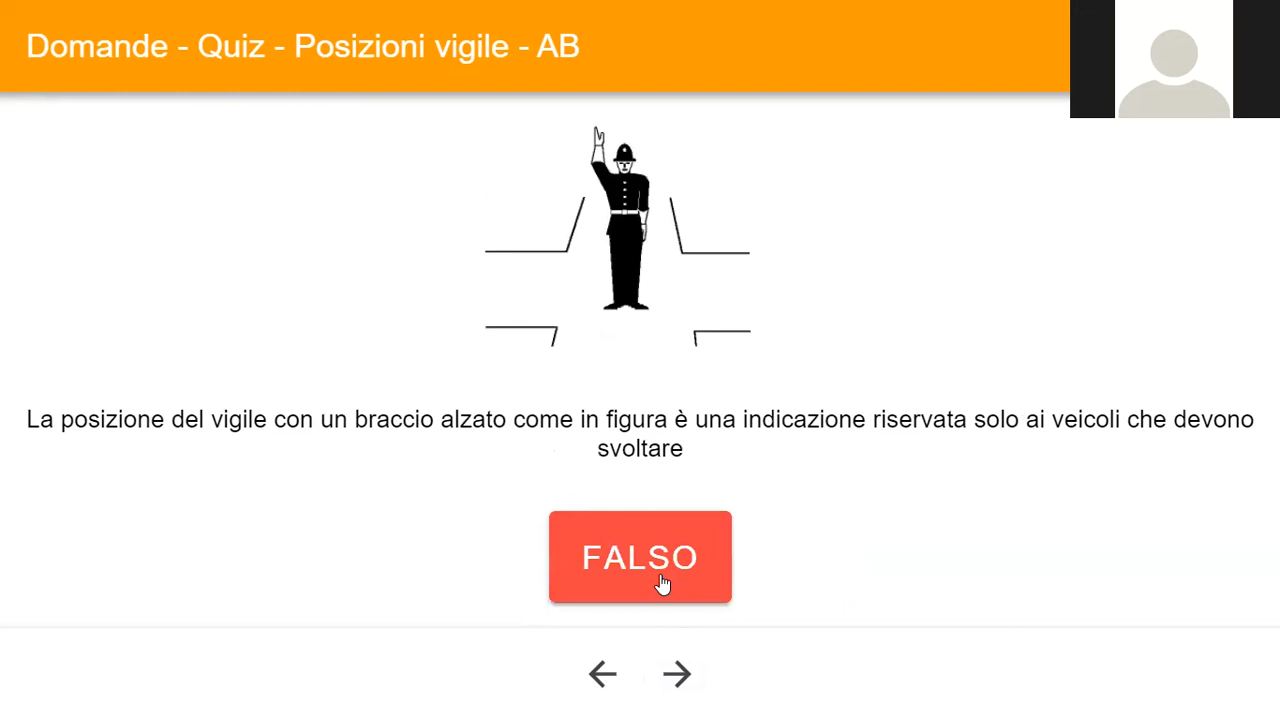 Domande - Quiz - Posizioni vigile - AB
La posizione del vigile con un braccio alzato come in figura è una indicazione riservata solo ai veicoli che devono
svoltare
FALSO